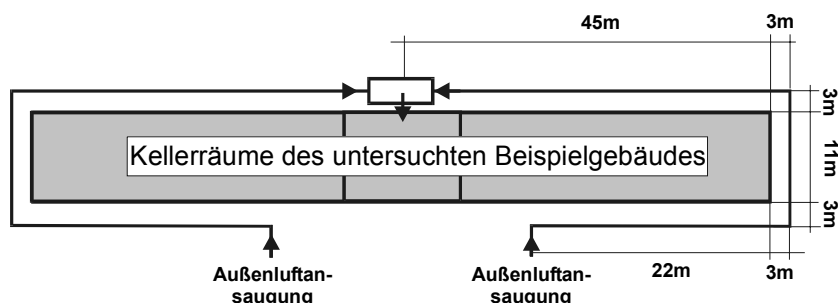 45m
3m
3m
11m
3m
Kellerräume des untersuchten Beispielgebäudes
22m
3m
Außenluftan-
saugung
Außenluftan-
saugung